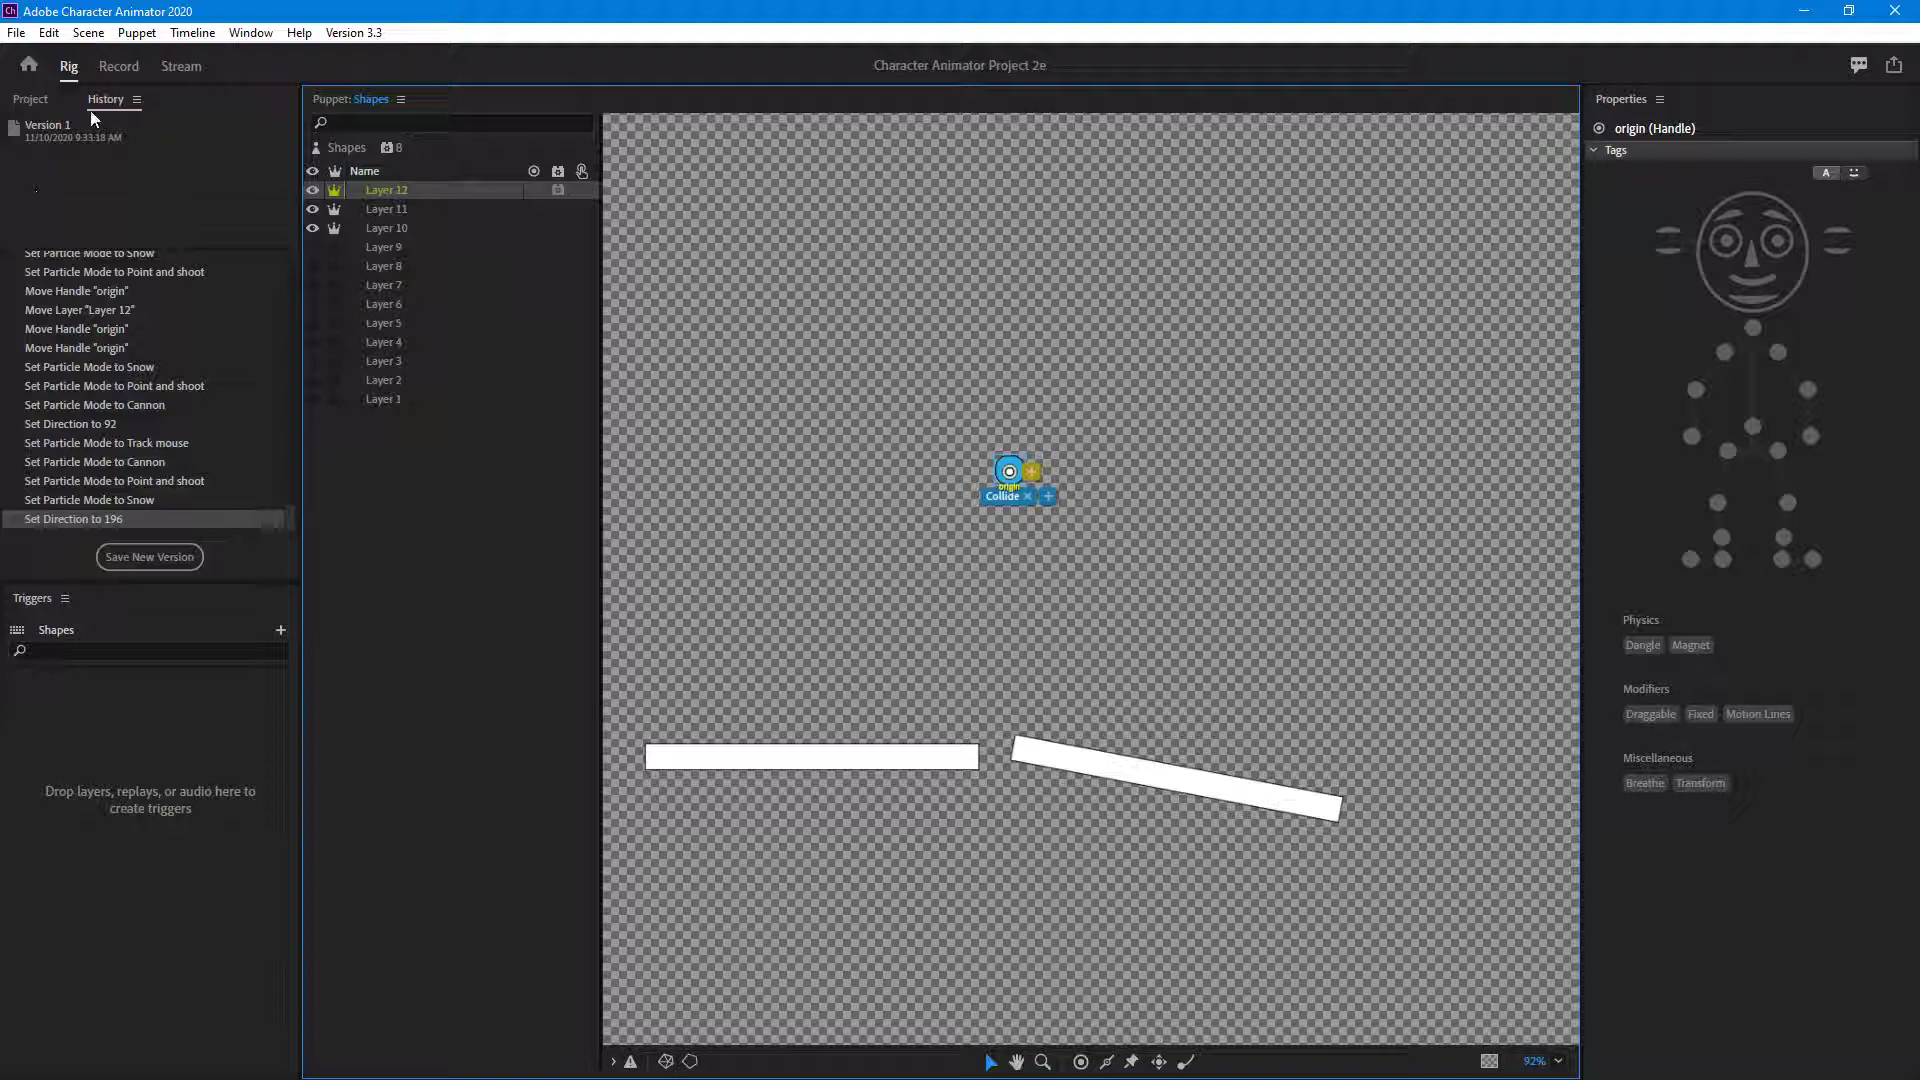 Ch Adobe Character Animator 2020
File Edit Scene Puppet Timeline Window Help Version 3.3
Rig Record Stream
Character Animator Project 2e
Project History
Version 1
11/10/2020 9:33:18 AM
Set Particle Mode to Snow
Set Particle Mode to Point and shoot
Move Handle "origin"
Move Layer "Layer 12"
Move Handle "origin"
Move Handle "origin"
Set Particle Mode to Snow
Set Particle Mode to Point and shoot
Set Particle Mode to Cannon
Set Direction to 92
Set Particle Mode to Track mouse
Set Particle Mode to Cannon
Set Particle Mode to Point and shoot
Set Particle Mode to Snow
Set Direction to 196
Save New Version
Triggers
Shapes
Drop layers, replays, or audio here to
create triggers
Puppet: Shapes
Shapes 8
Name
Layer 12
Layer 11
Layer 10
Layer 9
Layer 8
Layer 7
Layer 6
Layer 5
Layer 4
Layer 3
Layer 2
Layer 1
origin
Collide
92%
Properties
origin (Handle)
Tags
A
Physics
Dangle Magnet
Modifiers
Draggable Fixed Motion Lines
Miscellaneous
Breathe Transform